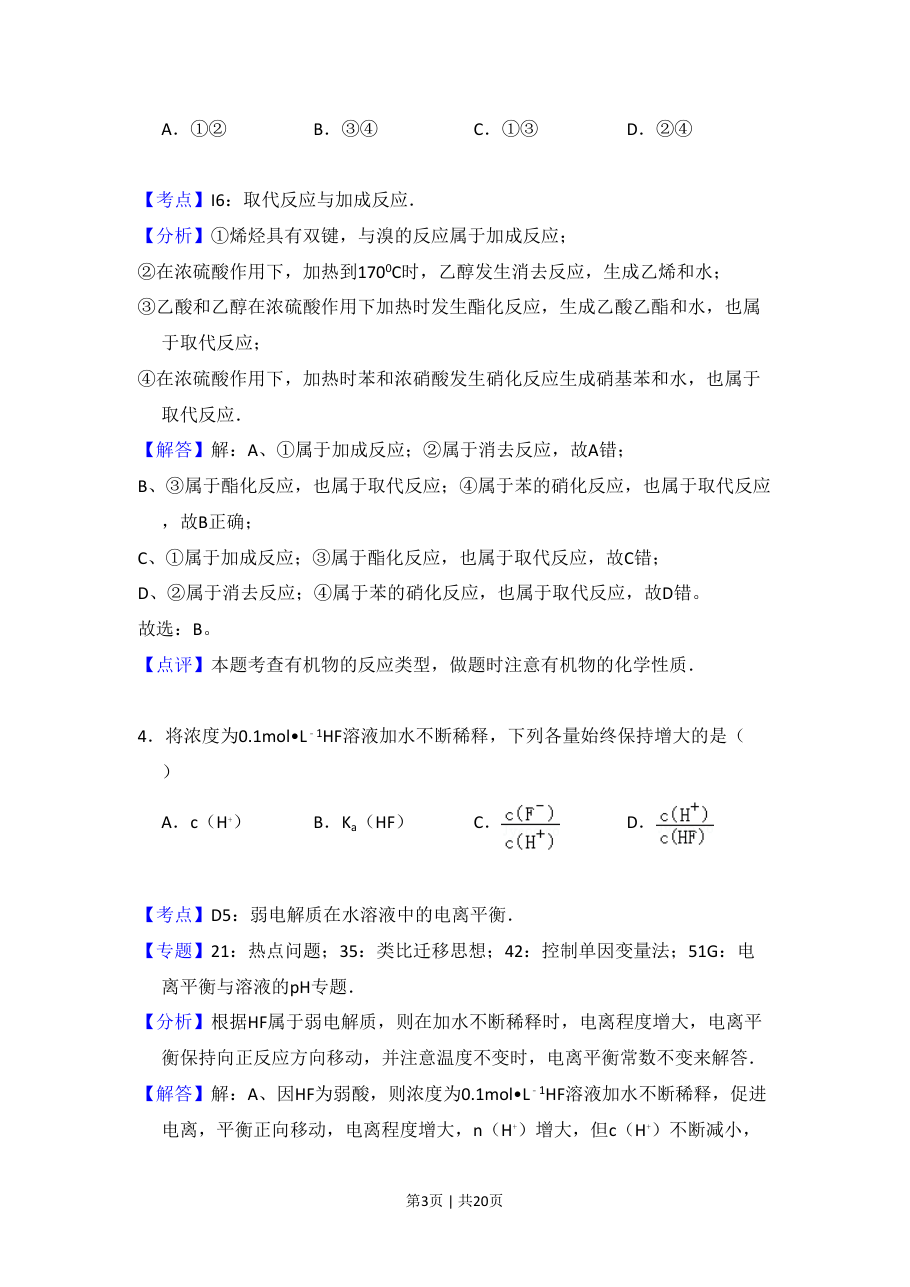 A．①② B．③④ C．①③ D．②④
【考点】I6：取代反应与加成反应．
【分析】①烯烃具有双键，与溴的反应属于加成反应；
②在浓硫酸作用下，加热到170⁰C时，乙醇发生消去反应，生成乙烯和水；
③乙酸和乙醇在浓硫酸作用下加热时发生酯化反应，生成乙酸乙酯和水，也属
于取代反应；
④在浓硫酸作用下，加热时苯和浓硝酸发生硝化反应生成硝基苯和水，也属于
取代反应．
【解答】解：A、①属于加成反应；②属于消去反应，故A错；
B、③属于酯化反应，也属于取代反应；④属于苯的硝化反应，也属于取代反应
，故B正确；
C、①属于加成反应；③属于酯化反应，也属于取代反应，故C错；
D、②属于消去反应；④属于苯的硝化反应，也属于取代反应，故D错。
故选：B。
【点评】本题考查有机物的反应类型，做题时注意有机物的化学性质．
4．将浓度为0.1mol•L⁻¹HF溶液加水不断稀释，下列各量始终保持增大的是（
）
A．c（H⁺） B．Kₐ（HF） C．c(F⁻)/c(H⁺) D．c(H⁺)/c(HF)
【考点】D5：弱电解质在水溶液中的电离平衡．
【专题】21：热点问题；35：类比迁移思想；42：控制单因变量法；51G：电
离平衡与溶液的pH专题．
【分析】根据HF属于弱电解质，则在加水不断稀释时，电离程度增大，电离平
衡保持向正反应方向移动，并注意温度不变时，电离平衡常数不变来解答．
【解答】解：A、因HF为弱酸，则浓度为0.1mol•L⁻¹HF溶液加水不断稀释，促进
电离，平衡正向移动，电离程度增大，n（H⁺）增大，但c（H⁺）不断减小，
第3页 | 共20页